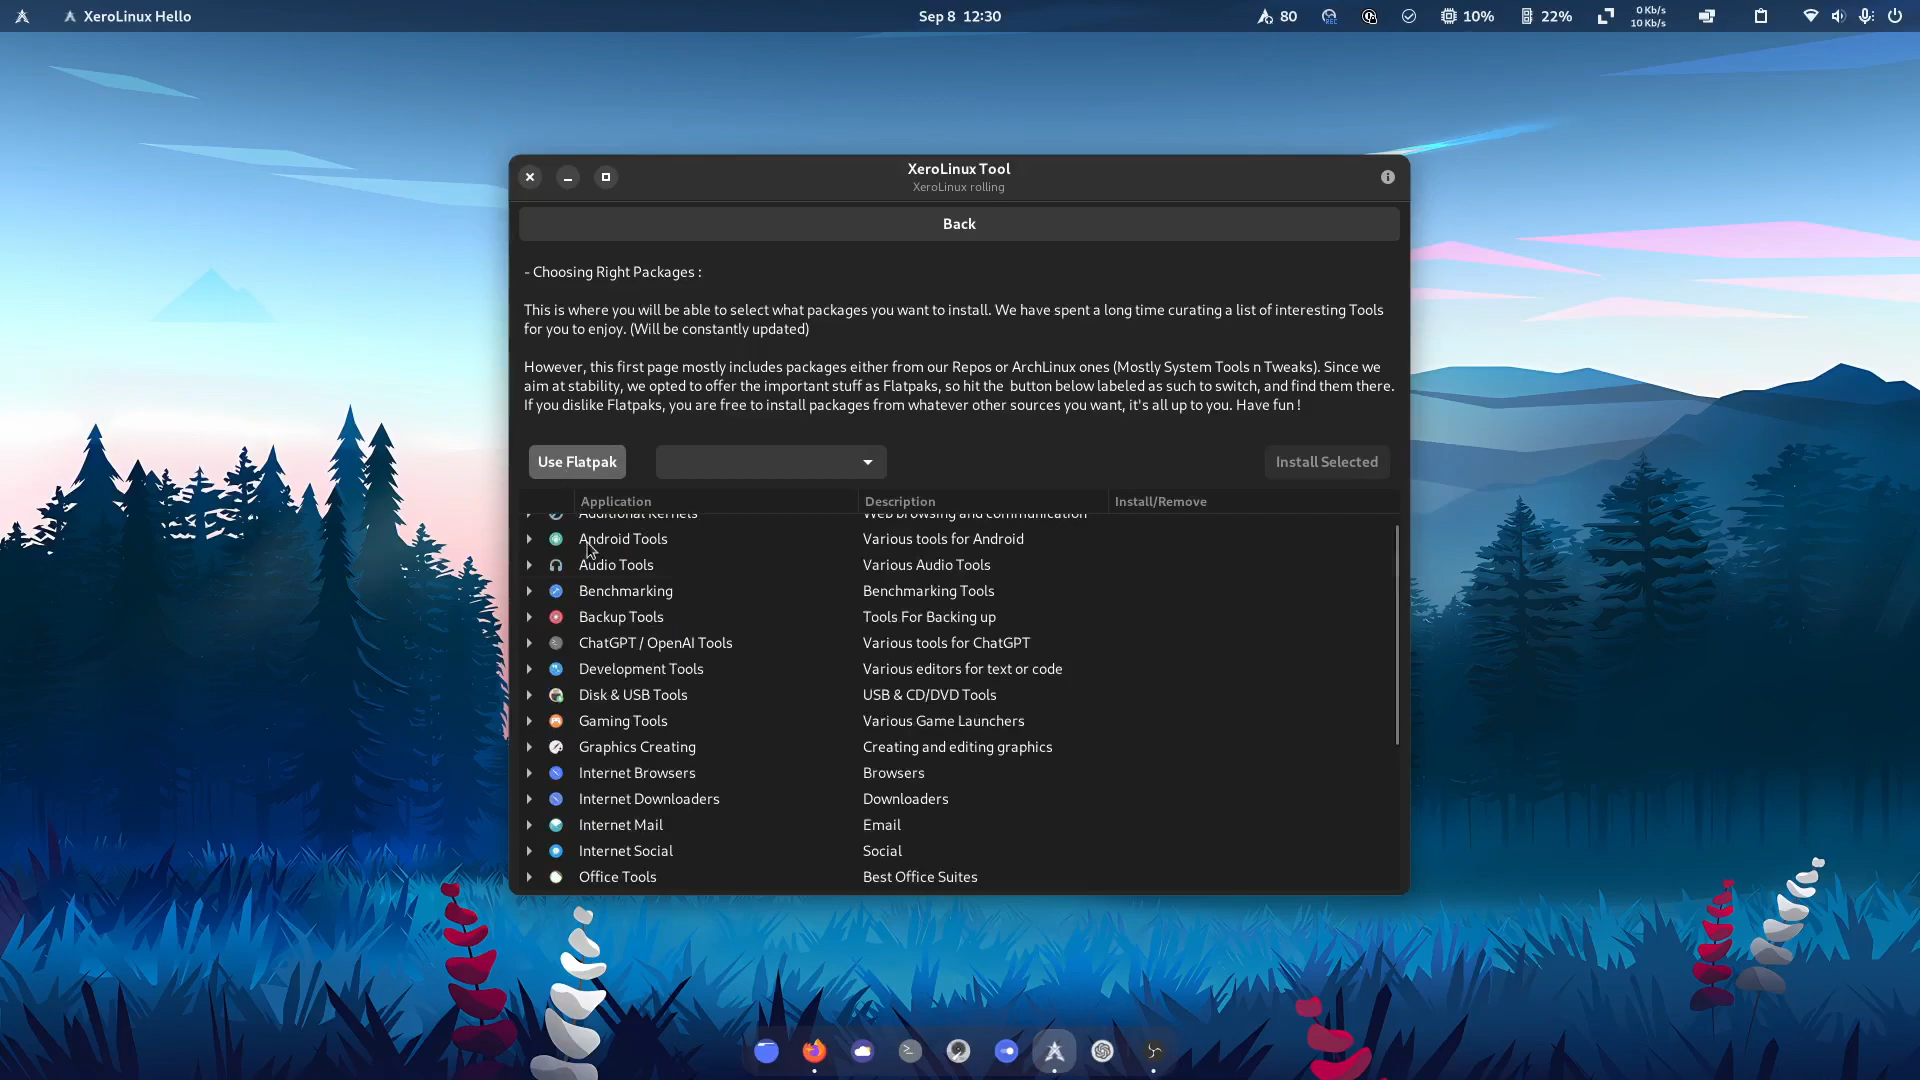 XeroLinux Hello
Sep 8 12:30
80
REC
10%
22%
0 Kb/s
10 Kb/s
XeroLinux Tool
XeroLinux rolling
Back
- Choosing Right Packages :
This is where you will be able to select what packages you want to install. We have spent a long time curating a list of interesting Tools
for you to enjoy. (Will be constantly updated)
However, this first page mostly includes packages either from our Repos or ArchLinux ones (Mostly System Tools n Tweaks). Since we
aim at stability, we opted to offer the important stuff as Flatpaks, so hit the button below labeled as such to switch, and find them there.
If you dislike Flatpaks, you are free to install packages from whatever other sources you want, it's all up to you. Have fun !
Use Flatpak
Install Selected
Application Description Install/Remove
Additional Kernels Web browsing and communication
Android Tools Various tools for Android
Audio Tools Various Audio Tools
Benchmarking Benchmarking Tools
Backup Tools Tools For Backing up
ChatGPT / OpenAI Tools Various tools for ChatGPT
Development Tools Various editors for text or code
Disk & USB Tools USB & CD/DVD Tools
Gaming Tools Various Game Launchers
Graphics Creating Creating and editing graphics
Internet Browsers Browsers
Internet Downloaders Downloaders
Internet Mail Email
Internet Social Social
Office Tools Best Office Suites